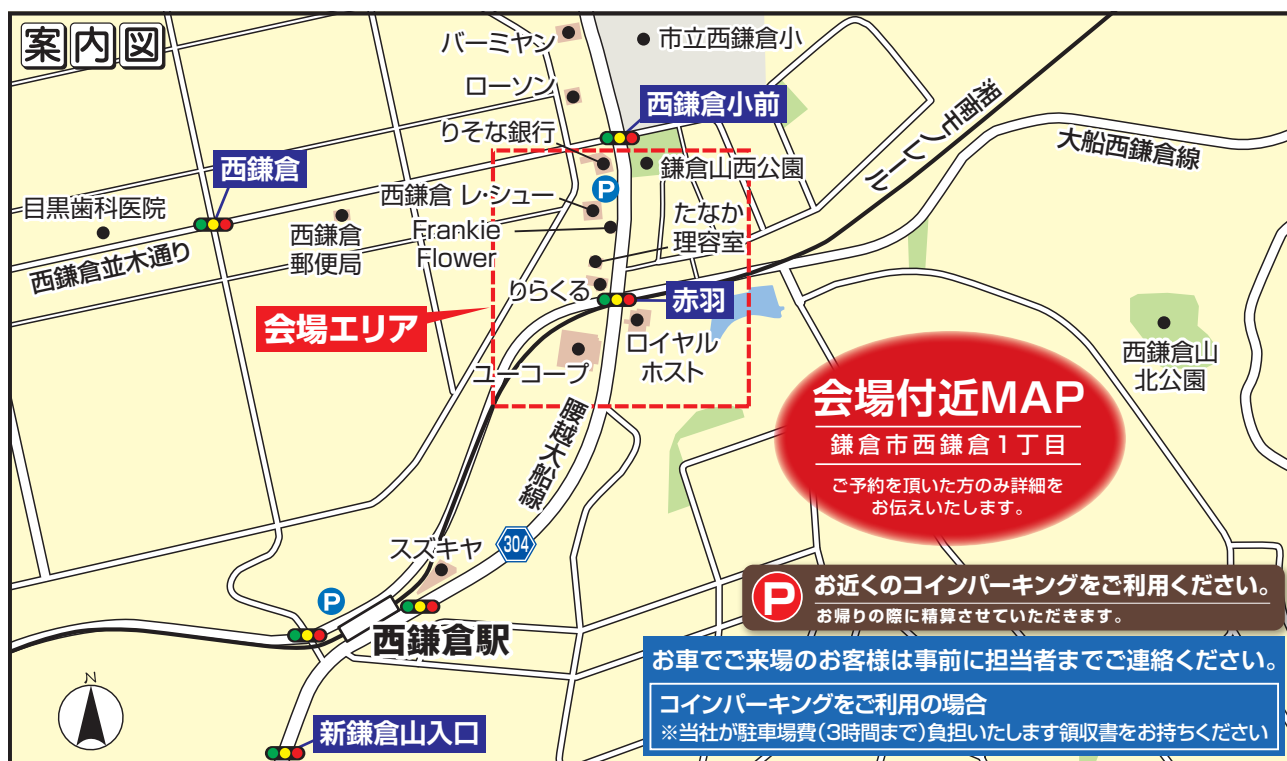 案内図
バーミヤン
市立西鎌倉小
ローソン
西鎌倉小前
湘南モノレール
りそな銀行
大船西鎌倉線
西鎌倉
鎌倉山西公園
P
西鎌倉 レ・シュー
目黒歯科医院
西鎌倉
郵便局
Frankie
Flower
たなか
理容室
西鎌倉並木通り
りらくる
赤羽
会場エリア
ロイヤル
ホスト
ユーコープ
西鎌倉山
北公園
会場付近MAP
鎌倉市西鎌倉1丁目
ご予約を頂いた方のみ詳細を
お伝えいたします。
腰越大船線
304
スズキヤ
P
西鎌倉駅
P
お近くのコインパーキングをご利用ください。
お帰りの際に精算させていただきます。
お車でご来場のお客様は事前に担当者までご連絡ください。
コインパーキングをご利用の場合
※当社が駐車場費(3時間まで)負担いたします領収書をお持ちください
N
新鎌倉山入口